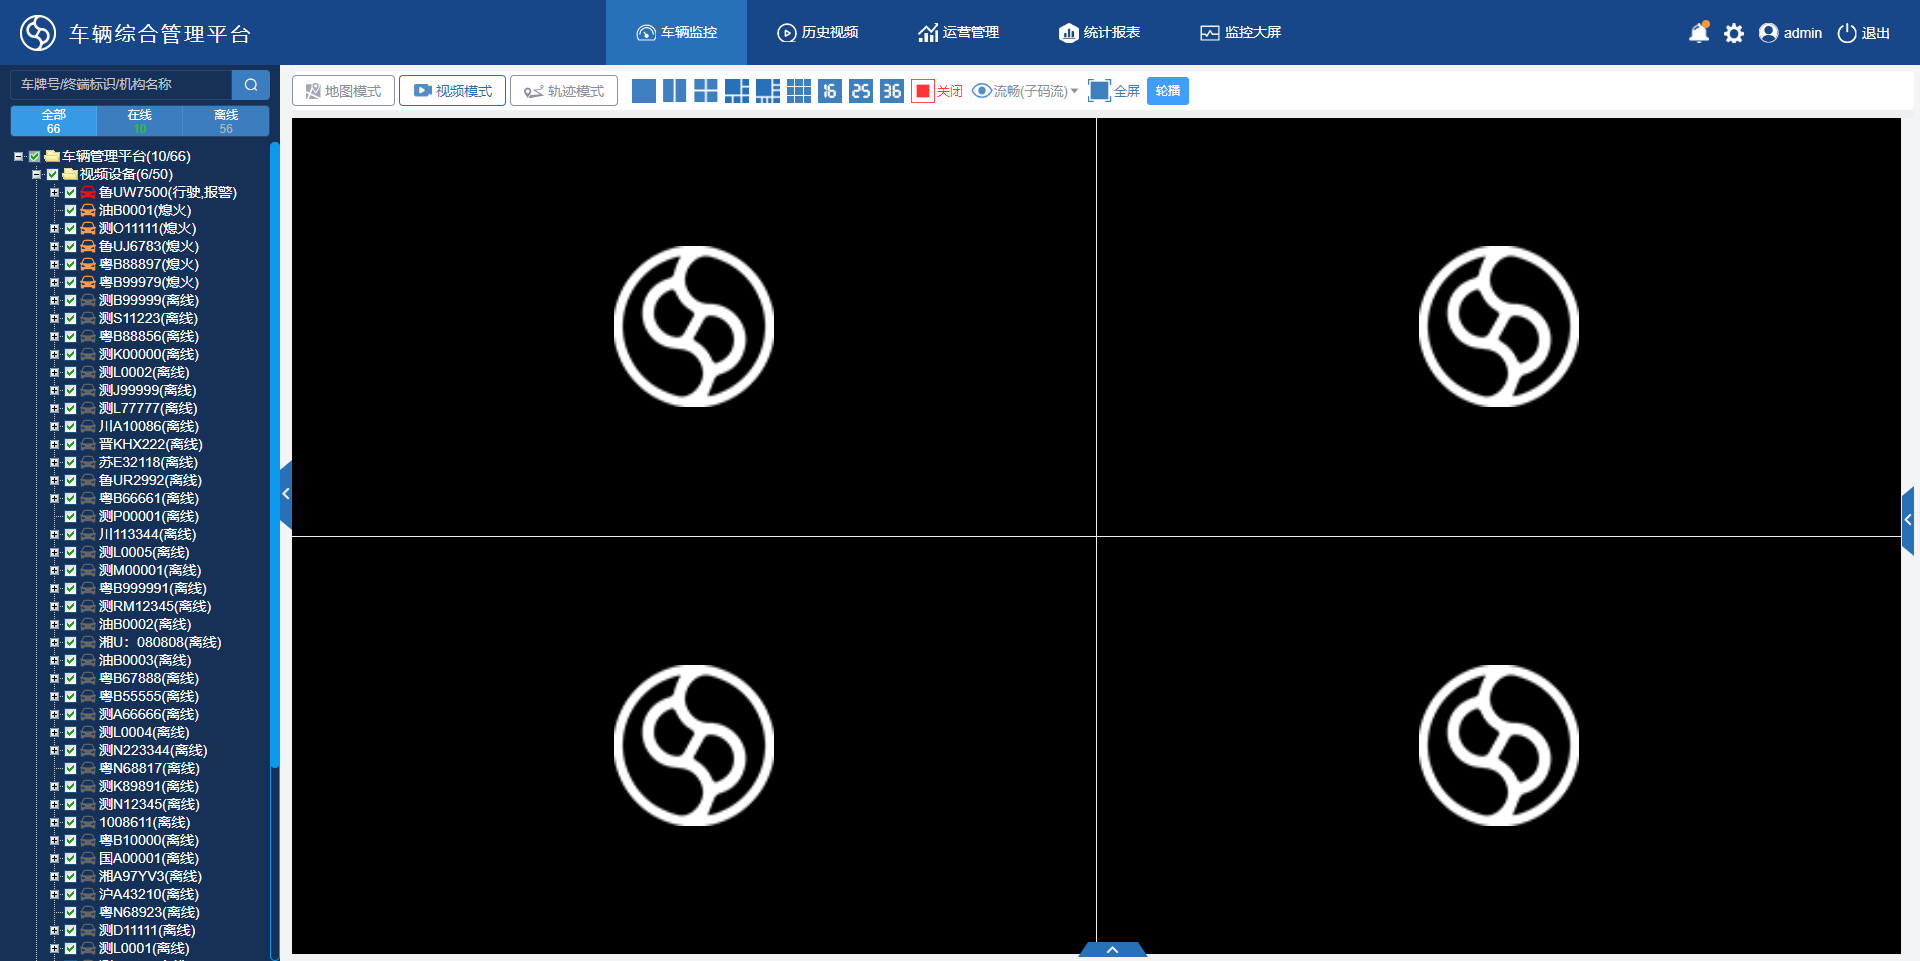 车辆综合管理平台
车辆监控
历史视频
运营管理
统计报表
监控大屏
admin
退出
车牌号/终端标识/机构名称
全部
66
在线
10
离线
56
地图模式
视频模式
轨迹模式
16
25
36
关闭
流畅(子码流)
全屏
轮播
车辆管理平台(10/66)
视频设备(6/50)
鲁UW7500(行驶,报警)
油B0001(熄火)
测O11111(熄火)
鲁UJ6783(熄火)
粤B88897(熄火)
粤B99979(熄火)
测B99999(离线)
测S11223(离线)
粤B88856(离线)
测K00000(离线)
测L0002(离线)
测J99999(离线)
测L77777(离线)
川A10086(离线)
晋KHX222(离线)
苏E32118(离线)
鲁UR2992(离线)
粤B66661(离线)
测P00001(离线)
川113344(离线)
测L0005(离线)
测M00001(离线)
粤B999991(离线)
测RM12345(离线)
油B0002(离线)
湘U：080808(离线)
油B0003(离线)
粤B67888(离线)
粤B55555(离线)
测A66666(离线)
测L0004(离线)
测N223344(离线)
粤N68817(离线)
测K89891(离线)
测N12345(离线)
1008611(离线)
粤B10000(离线)
国A00001(离线)
湘A97YV3(离线)
沪A43210(离线)
粤N68923(离线)
测D11111(离线)
测L0001(离线)